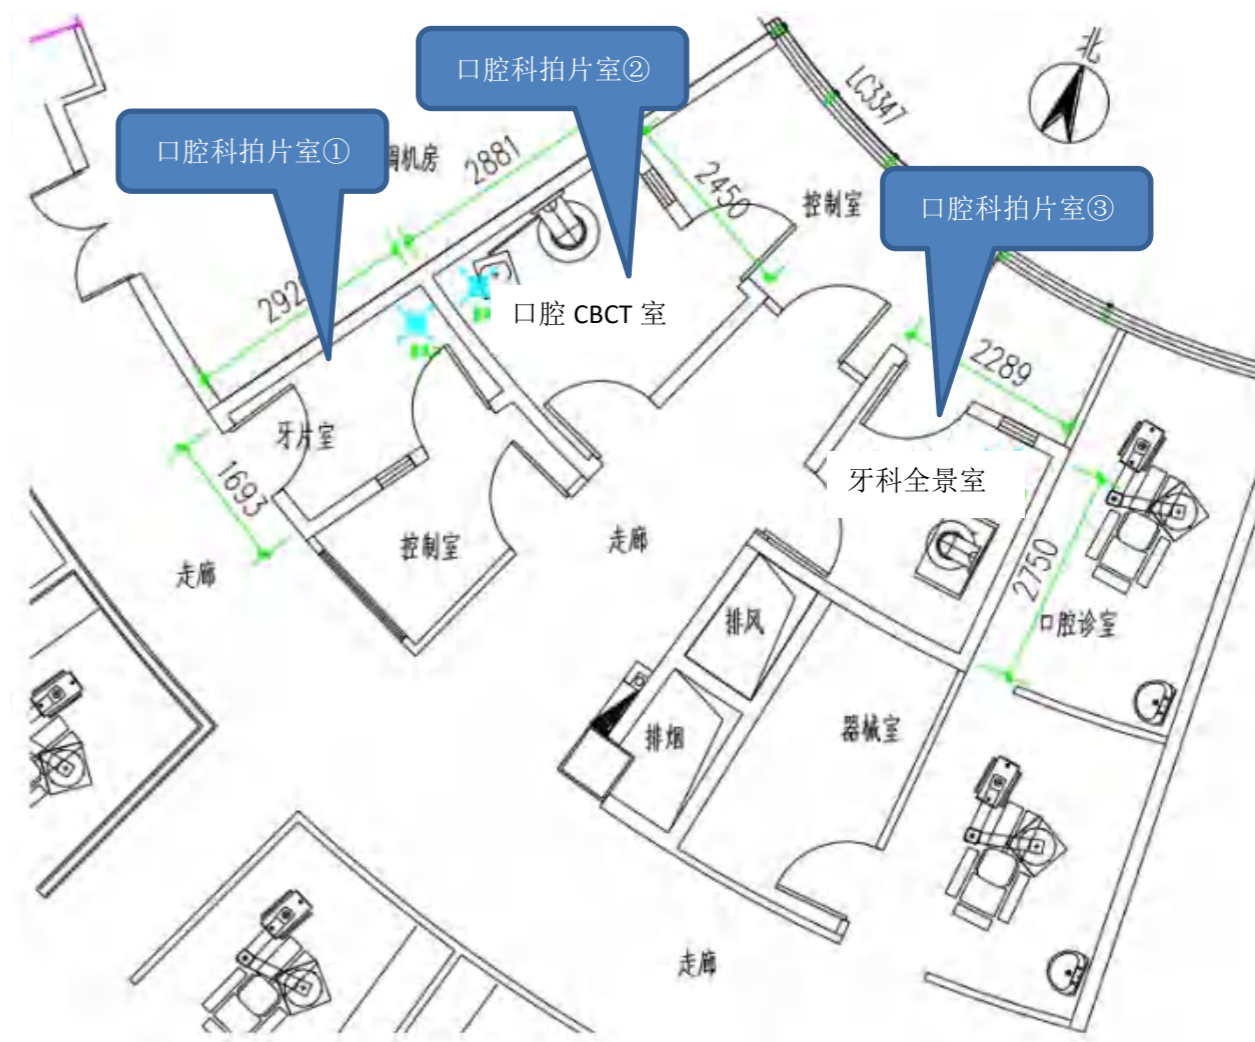 北
口腔科拍片室②
LC3347
口腔科拍片室①
机房
2881
2450
控制室
口腔科拍片室③
292
口腔 CBCT 室
2289
牙片室
1693
牙科全景室
控制室
走廊
走廊
2750
排风
口腔诊室
排烟
器械室
走廊